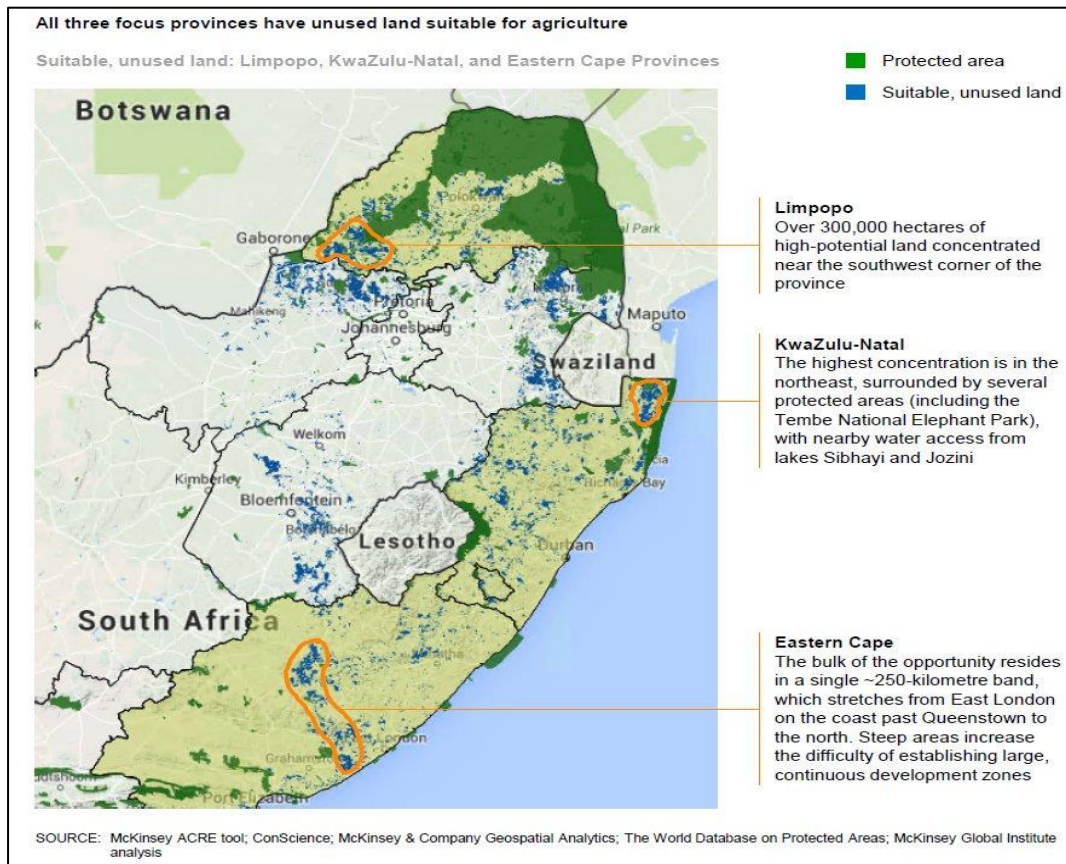 All three focus provinces have unused land suitable for agriculture
Suitable, unused land: Limpopo, KwaZulu-Natal, and Eastern Cape Provinces
Protected area
Suitable, unused land
Botswana
Polokwane
Park
Gaborone
Limpopo
Over 300,000 hectares of
high-potential land concentrated
near the southwest corner of the
province
Mahikeng
Pretoria
Johannesburg
Maputo
Swaziland
KwaZulu-Natal
The highest concentration is in the
northeast, surrounded by several
protected areas (including the
Tembe National Elephant Park),
with nearby water access from
lakes Sibhayi and Jozini
Welkom
Kimberley
Bloemfontein
Bay
Lesotho
Durban
South Africa
Eastern Cape
The bulk of the opportunity resides
in a single ~250-kilometre band,
which stretches from East London
on the coast past Queenstown to
the north. Steep areas increase
the difficulty of establishing large,
continuous development zones
London
Port Elizabeth
SOURCE: McKinsey ACRE tool; ConScience; McKinsey & Company Geospatial Analytics; The World Database on Protected Areas; McKinsey Global Institute
analysis